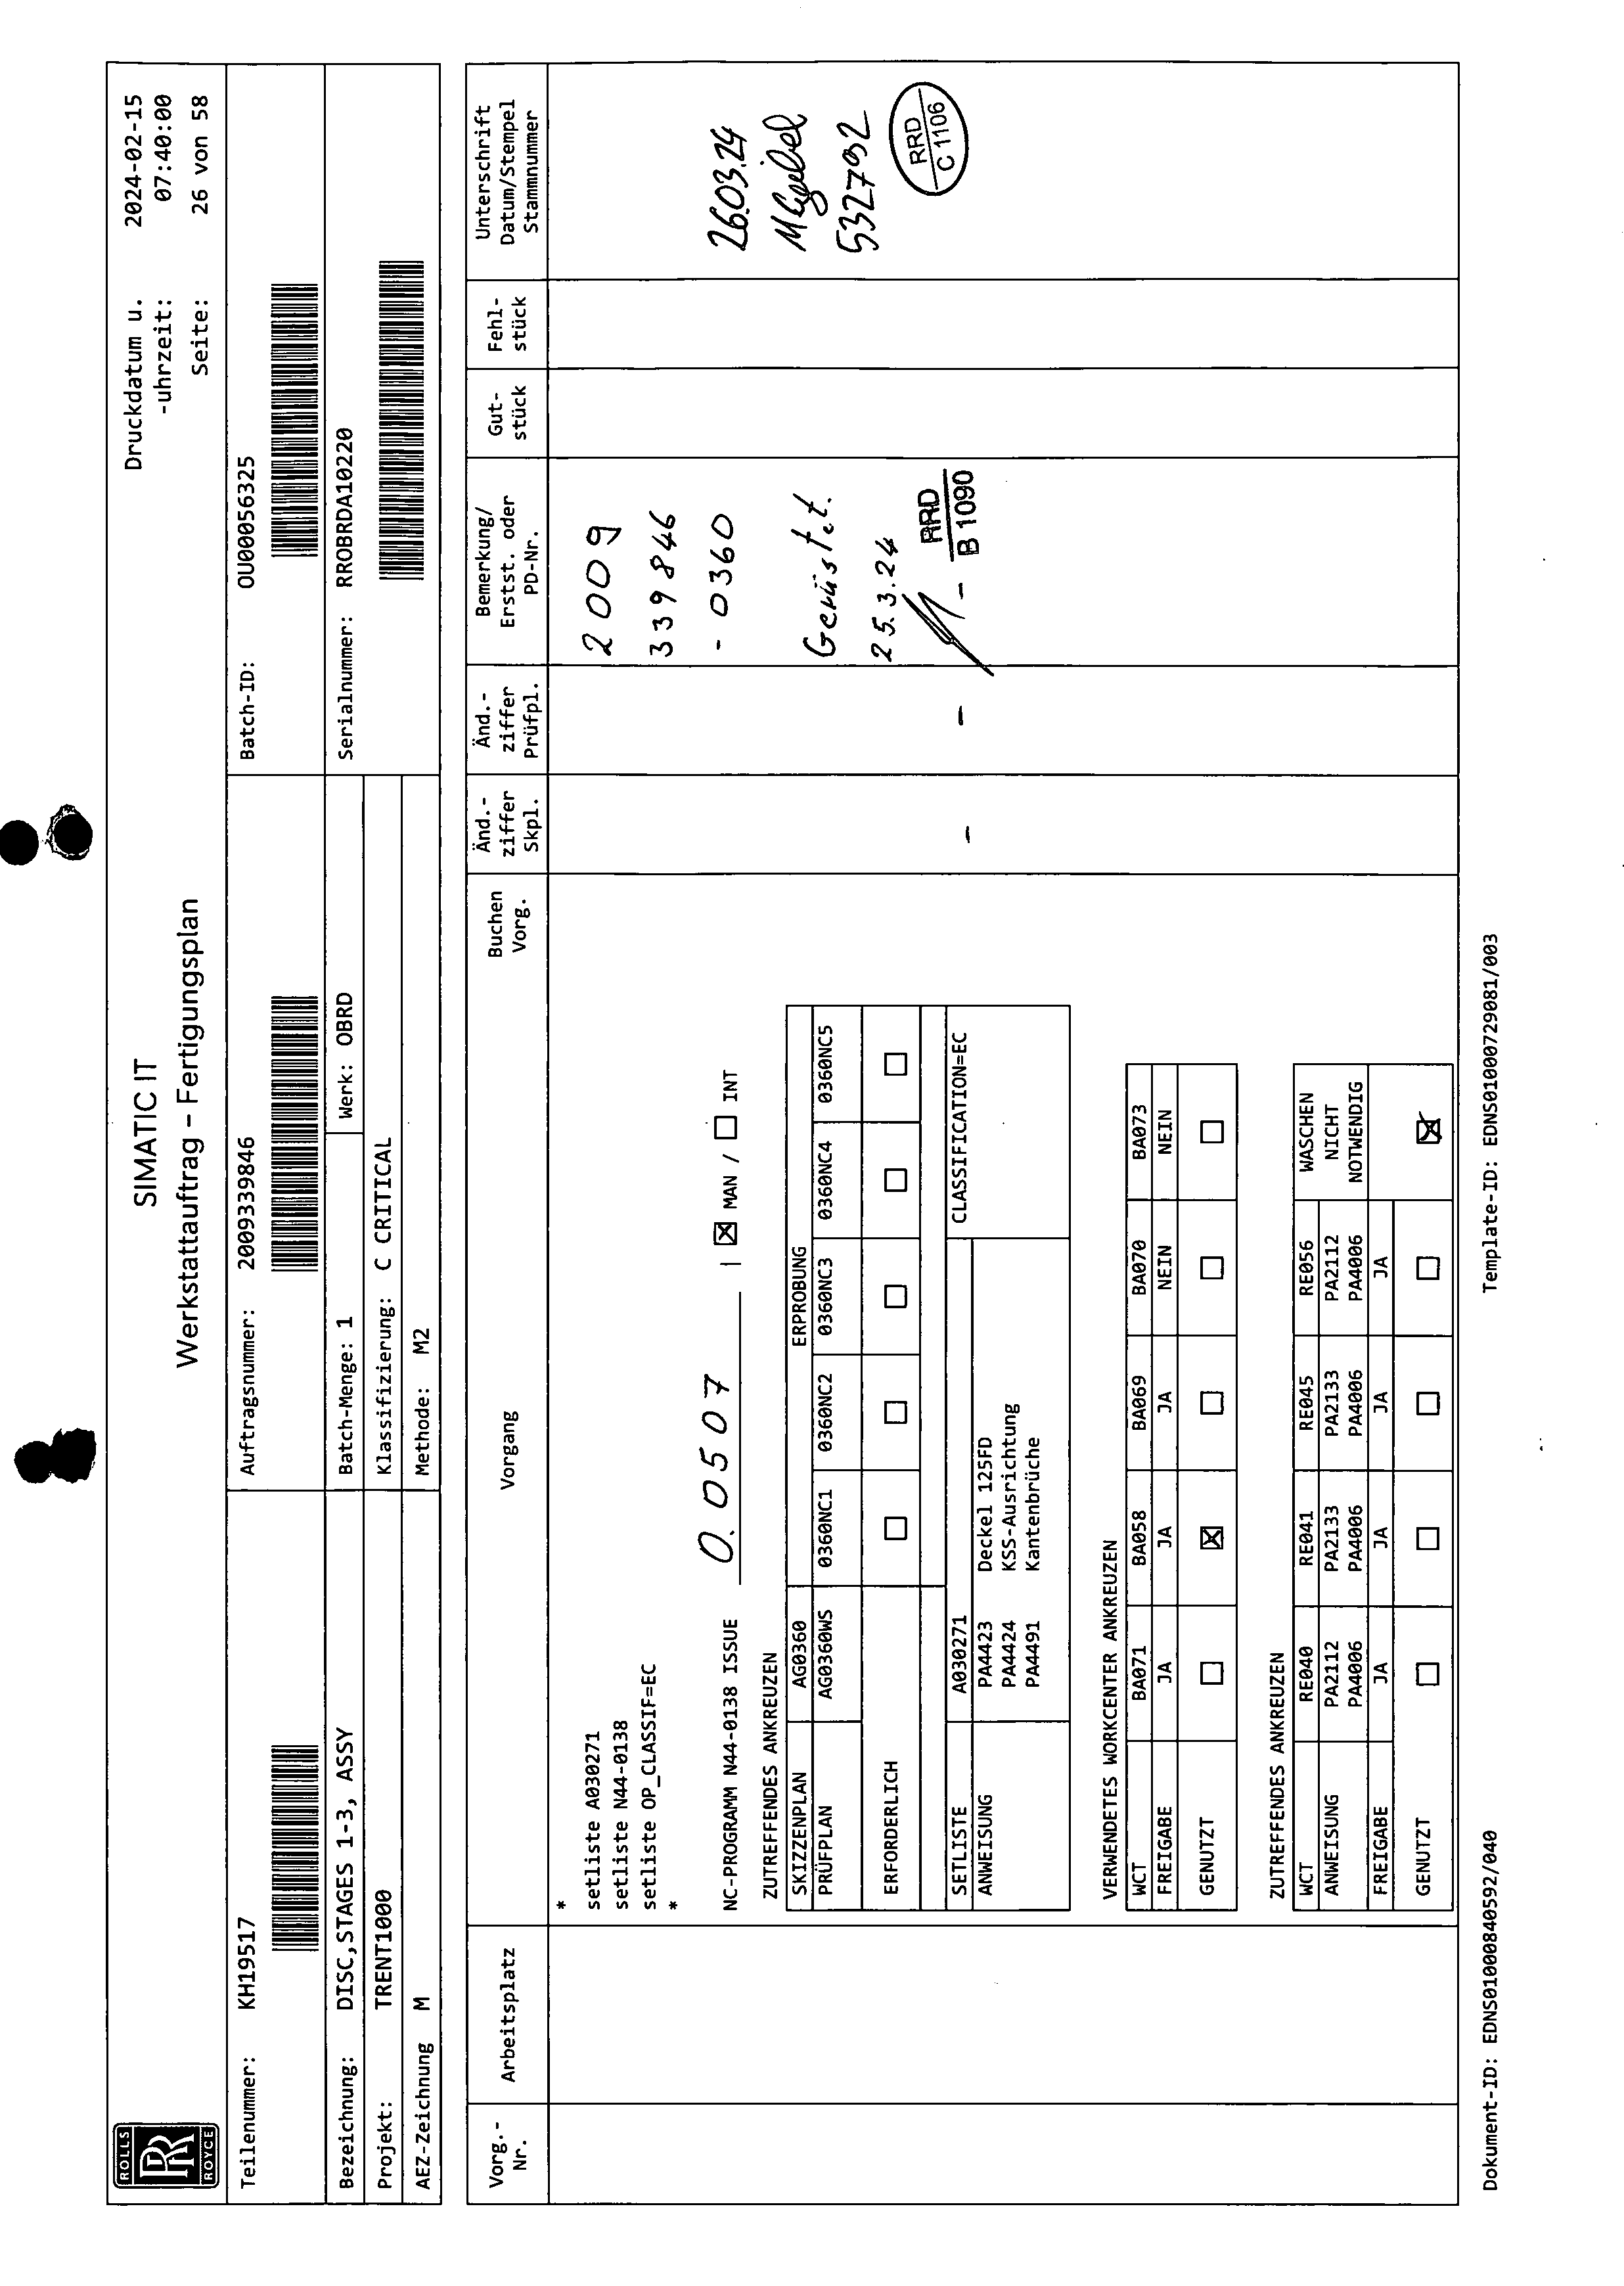 ROLLS
RR
ROYCE
SIMATIC IT
Werkstattauftrag – Fertigungsplan
Druckdatum u. 2024-02-15
-uhrzeit: 07:40:00
Seite: 26 von 58
Teilenummer: KH19517
Auftragsnummer: 2009339846
Batch-ID: OU00056325
Bezeichnung: DISC,STAGES 1-3, ASSY
Batch-Menge: 1
Werk: OBRD
Serialnummer: RROBRDA10220
Projekt: TRENT1000
Klassifizierung: C CRITICAL
AEZ-Zeichnung M
Methode: M2
Vorg.-
Nr.
Arbeitsplatz
Vorgang
Buchen
Vorg.
Änd.-
ziffer
Skpl.
Änd.-
ziffer
Prüfpl.
Bemerkung/
Erstst. oder
PD-Nr.
Gut-
stück
Fehl-
stück
Unterschrift
Datum/Stempel
Stammnummer
*
setliste A030271
setliste N44-0138
setliste OP_CLASSIF=EC
*
NC-PROGRAMM N44-0138 ISSUE 0.0507 | ☒ MAN / ☐ INT
ZUTREFFENDES ANKREUZEN
SKIZZENPLAN AG0360 ERPROBUNG
PRÜFPLAN AG0360WS 0360NC1 0360NC2 0360NC3 0360NC4 0360NC5
ERFORDERLICH ☐ ☐ ☐ ☐ ☐
SETLISTE A030271 CLASSIFICATION=EC
ANWEISUNG PA4423 Deckel 125FD
PA4424 KSS-Ausrichtung
PA4491 Kantenbrüche
VERWENDETES WORKCENTER ANKREUZEN
WCT BA071 BA058 BA069 BA070 BA073
FREIGABE JA JA JA NEIN NEIN
GENUTZT ☐ ☒ ☐ ☐ ☐
ZUTREFFENDES ANKREUZEN
WCT RE040 RE041 RE045 RE056 WASCHEN
ANWEISUNG PA2112 PA2133 PA2133 PA2112 NICHT
PA4006 PA4006 PA4006 PA4006 NOTWENDIG
FREIGABE JA JA JA JA
GENUTZT ☐ ☐ ☐ ☐ ☒
-
-
2009
339846
- 0360
Gerüstet.
25.3.24
- RRD
B 1090
26.03.24
532792
RRD
C 1106
Dokument-ID: EDNS01000840592/040
Template-ID: EDNS01000729081/003